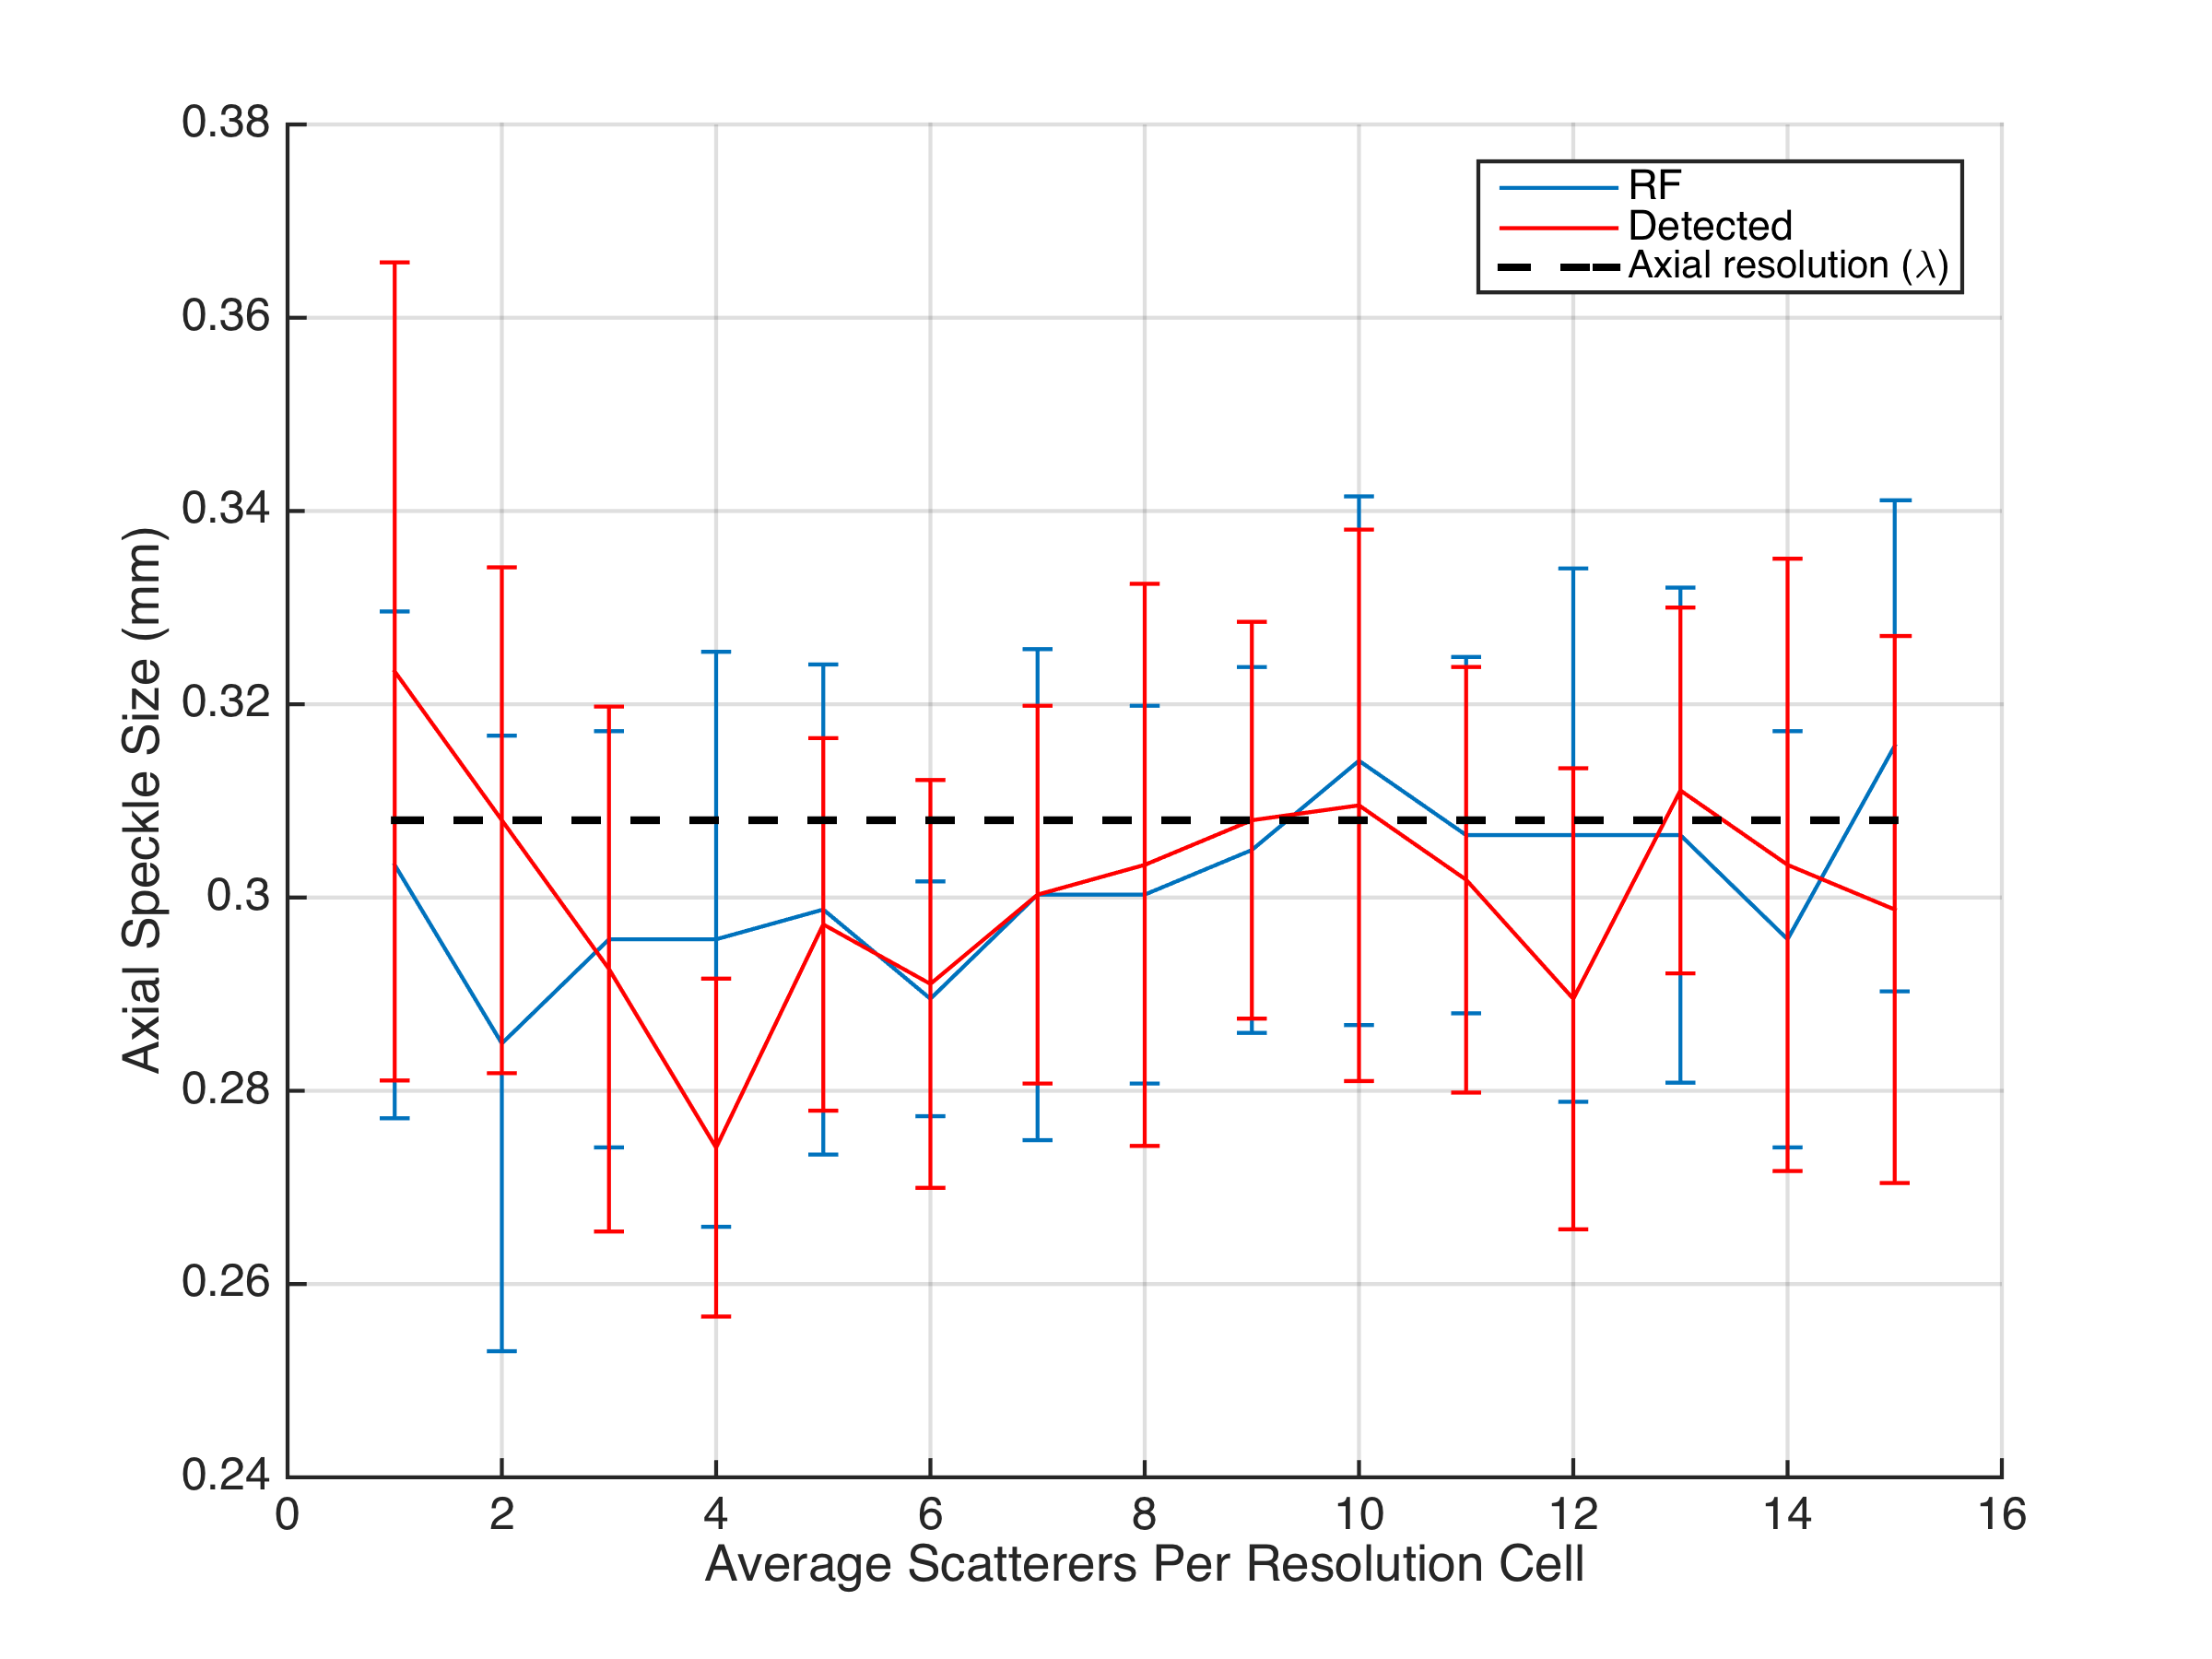 0.38
0.36
0.34
0.32
0.3
0.28
0.26
0.24
0 2 4 6 8 10 12 14 16
Axial Speckle Size (mm)
Average Scatterers Per Resolution Cell
RF
Detected
Axial resolution (λ)